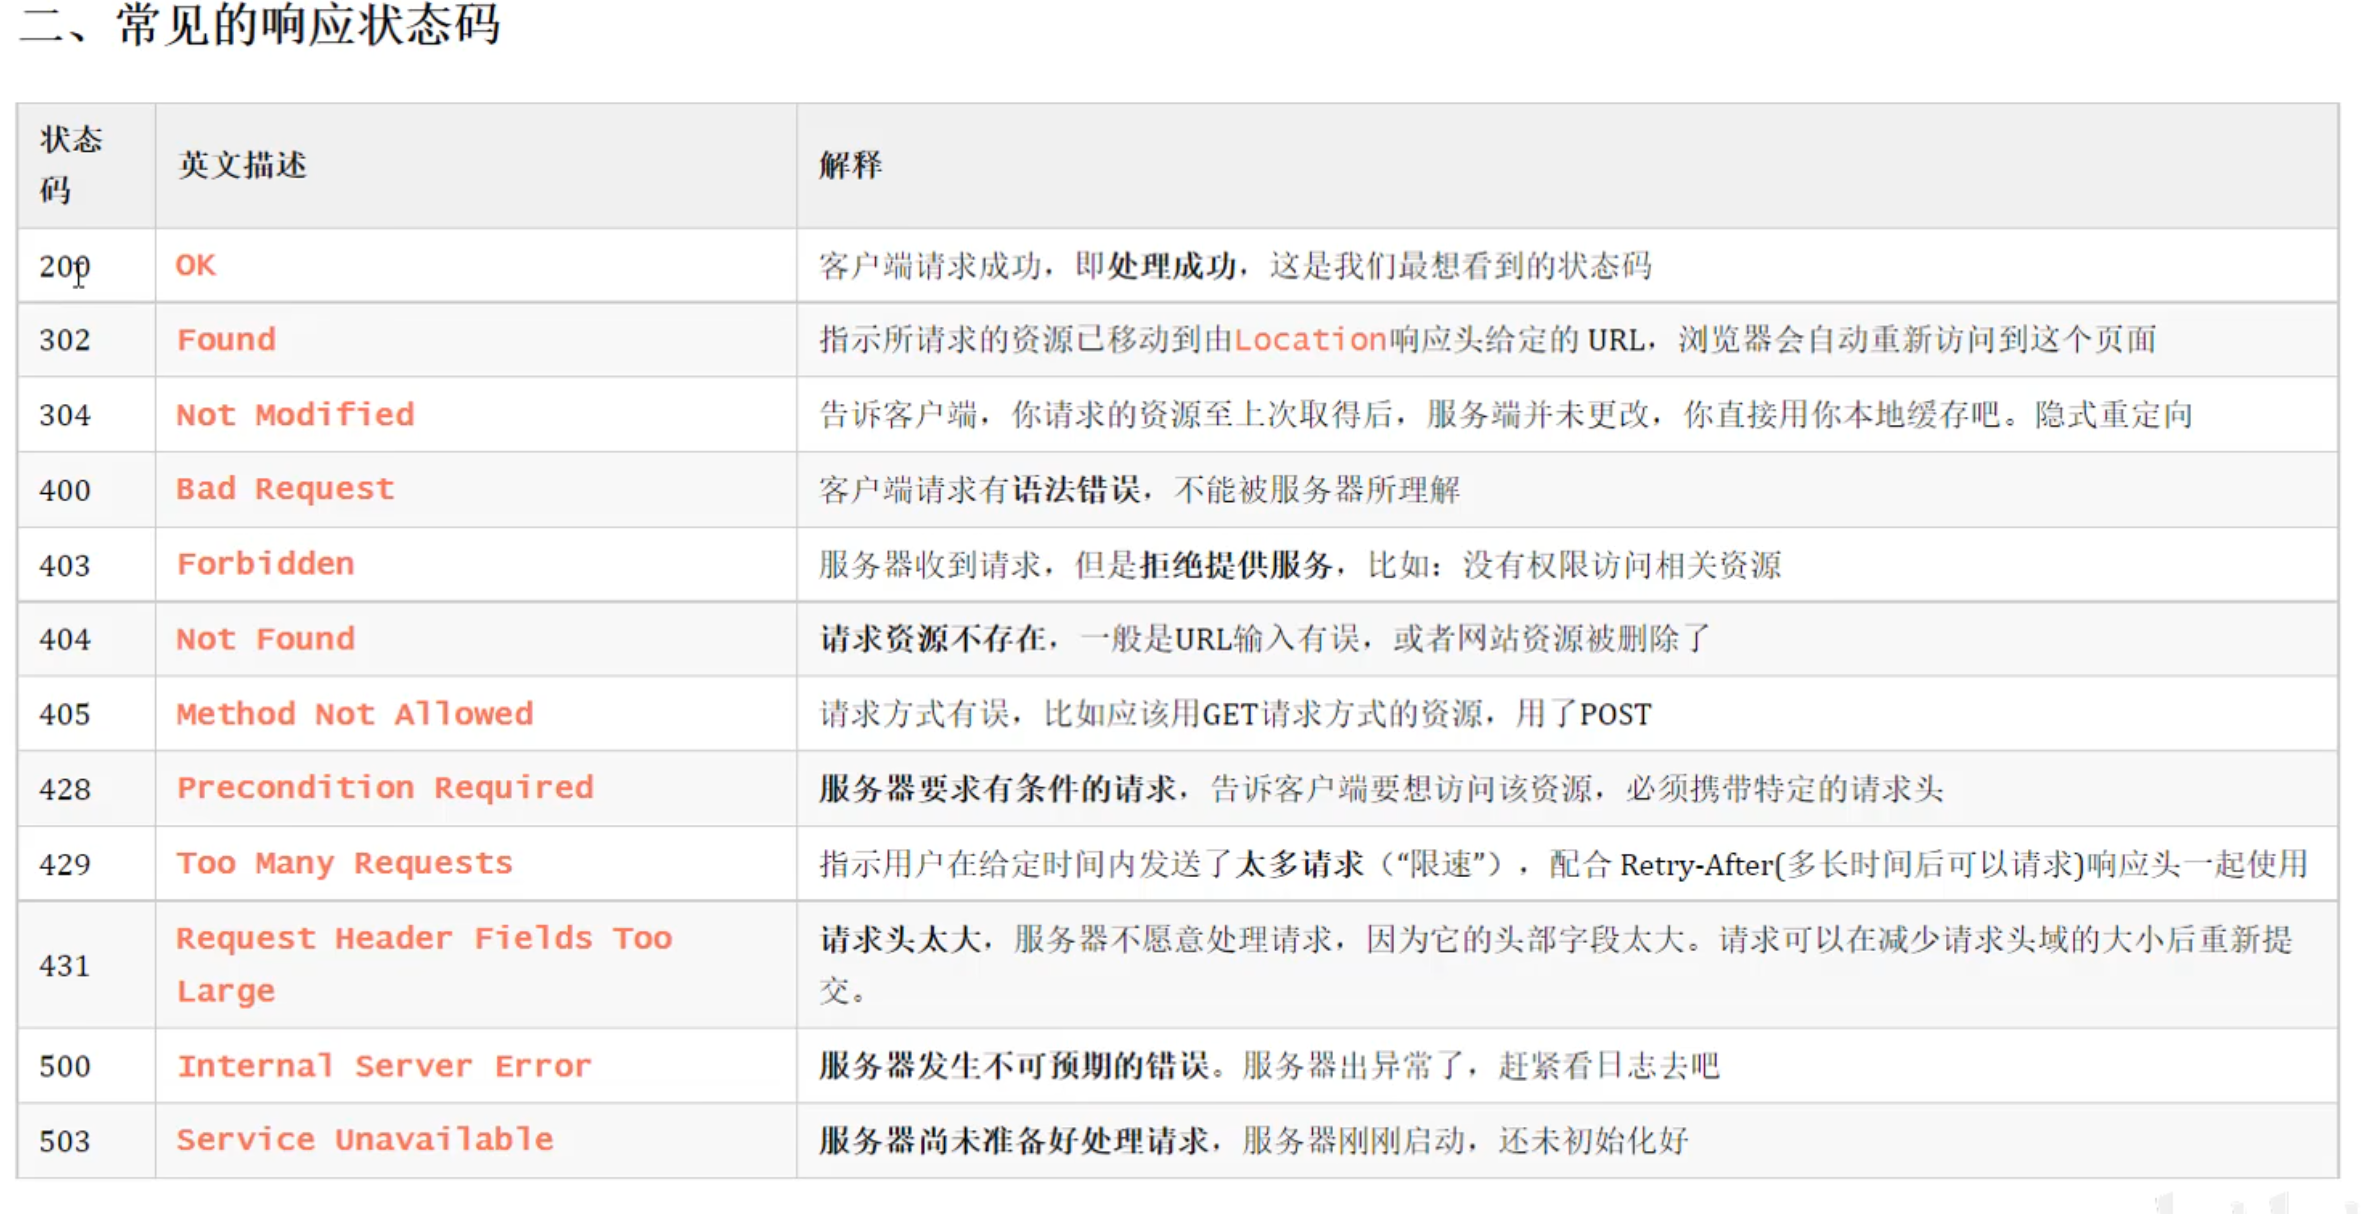 二、常见的响应状态码
状态
码
英文描述
解释
200
OK
客户端请求成功，即处理成功，这是我们最想看到的状态码
302
Found
指示所请求的资源已移动到由Location响应头给定的 URL，浏览器会自动重新访问到这个页面
304
Not Modified
告诉客户端，你请求的资源至上次取得后，服务端并未更改，你直接用你本地缓存吧。隐式重定向
400
Bad Request
客户端请求有语法错误，不能被服务器所理解
403
Forbidden
服务器收到请求，但是拒绝提供服务，比如：没有权限访问相关资源
404
Not Found
请求资源不存在，一般是URL输入有误，或者网站资源被删除了
405
Method Not Allowed
请求方式有误，比如应该用GET请求方式的资源，用了POST
428
Precondition Required
服务器要求有条件的请求，告诉客户端要想访问该资源，必须携带特定的请求头
429
Too Many Requests
指示用户在给定时间内发送了太多请求（“限速”），配合 Retry-After(多长时间后可以请求)响应头一起使用
431
Request Header Fields Too
Large
请求头太大，服务器不愿意处理请求，因为它的头部字段太大。请求可以在减少请求头域的大小后重新提
交。
500
Internal Server Error
服务器发生不可预期的错误。服务器出异常了，赶紧看日志去吧
503
Service Unavailable
服务器尚未准备好处理请求，服务器刚刚启动，还未初始化好